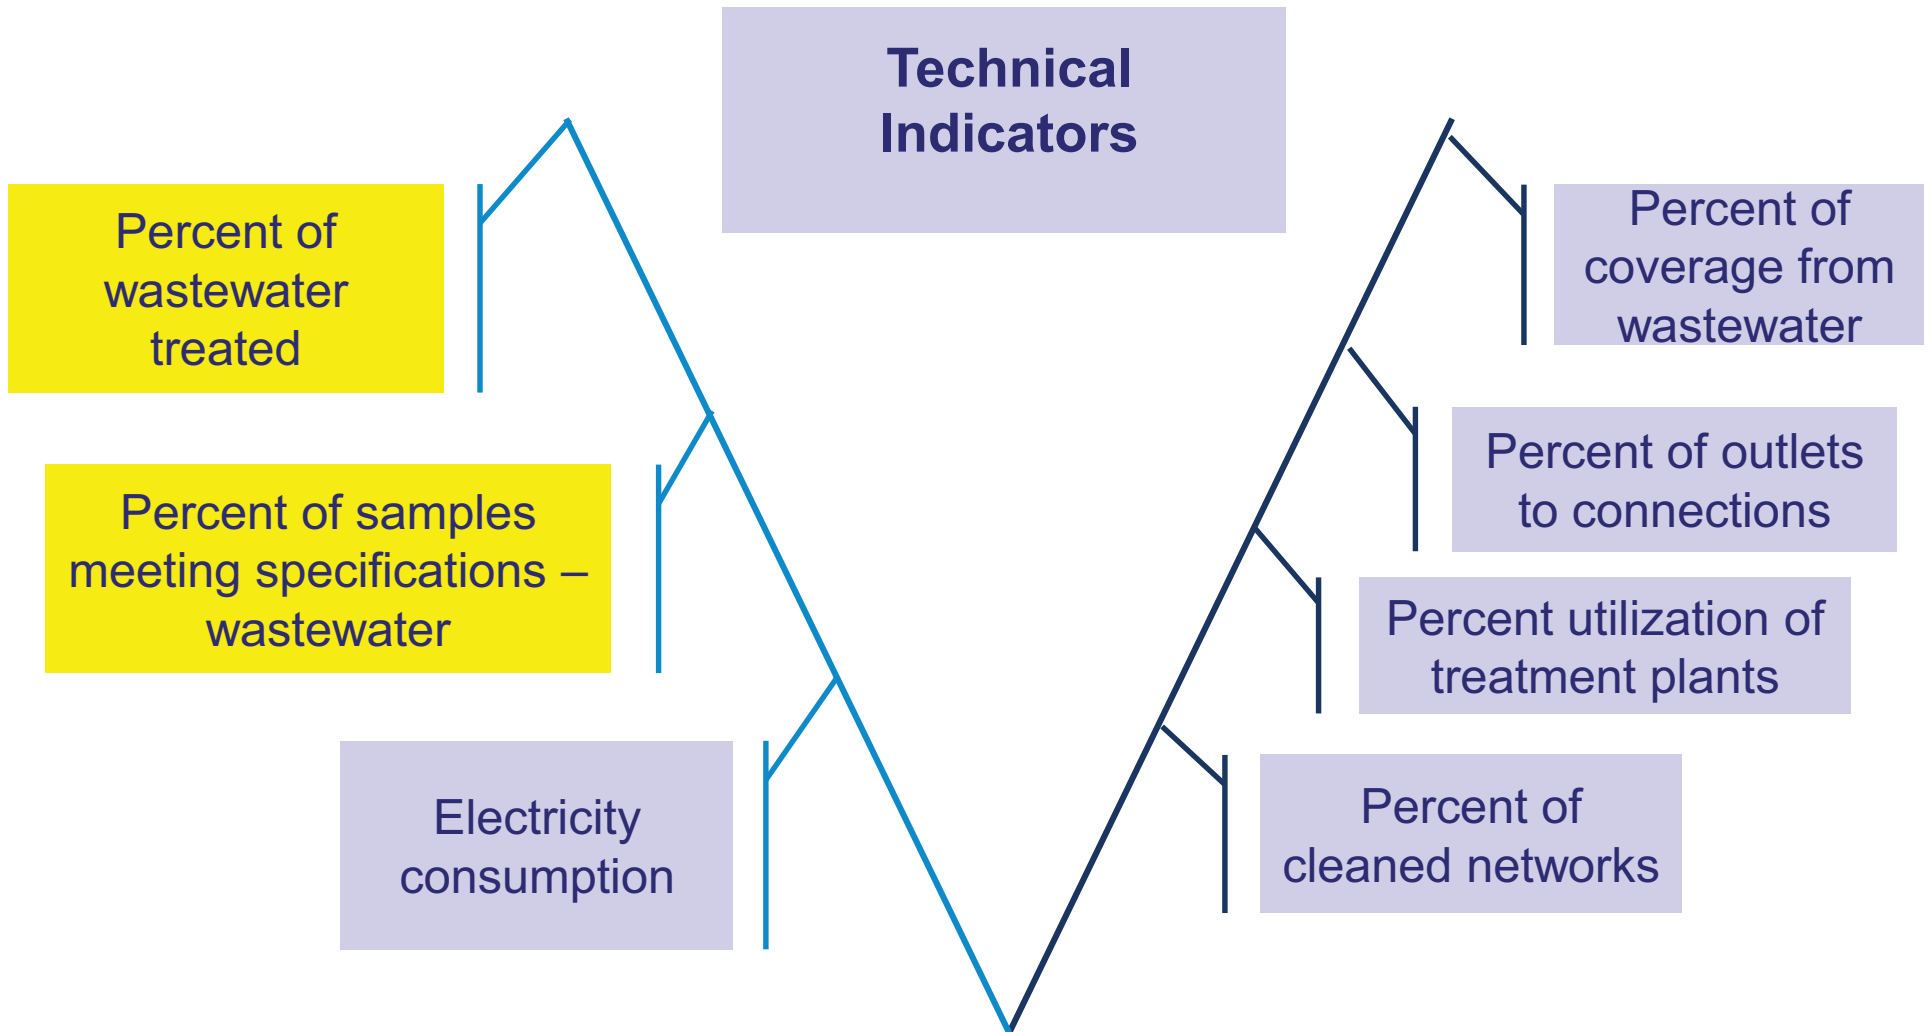 Technical
Indicators
Percent of
wastewater
treated
Percent of samples
meeting specifications –
wastewater
Electricity
consumption
Percent of
coverage from
wastewater
Percent of outlets
to connections
Percent utilization of
treatment plants
Percent of
cleaned networks